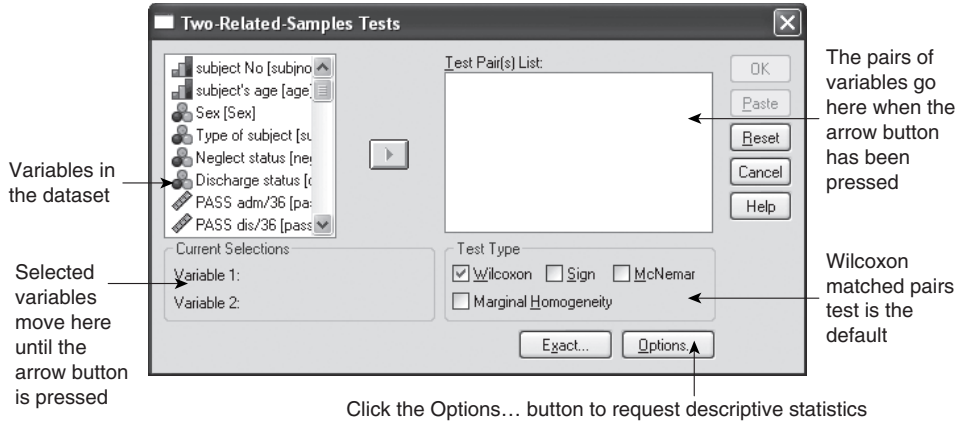 Two-Related-Samples Tests
subject No [subjno
subject's age [age]
Sex [Sex]
Type of subject [su
Neglect status [neg
Discharge status [d
PASS adm/36 [pas
PASS dis/36 [pass
Test Pair(s) List:
OK
Paste
Reset
Cancel
Help
Current Selections
Variable 1:
Variable 2:
Test Type
Wilcoxon Sign McNemar
Marginal Homogeneity
Exact... Options...
Variables in
the dataset
Selected
variables
move here
until the
arrow button
is pressed
The pairs of
variables go
here when the
arrow button
has been
pressed
Wilcoxon
matched pairs
test is the
default
Click the Options… button to request descriptive statistics